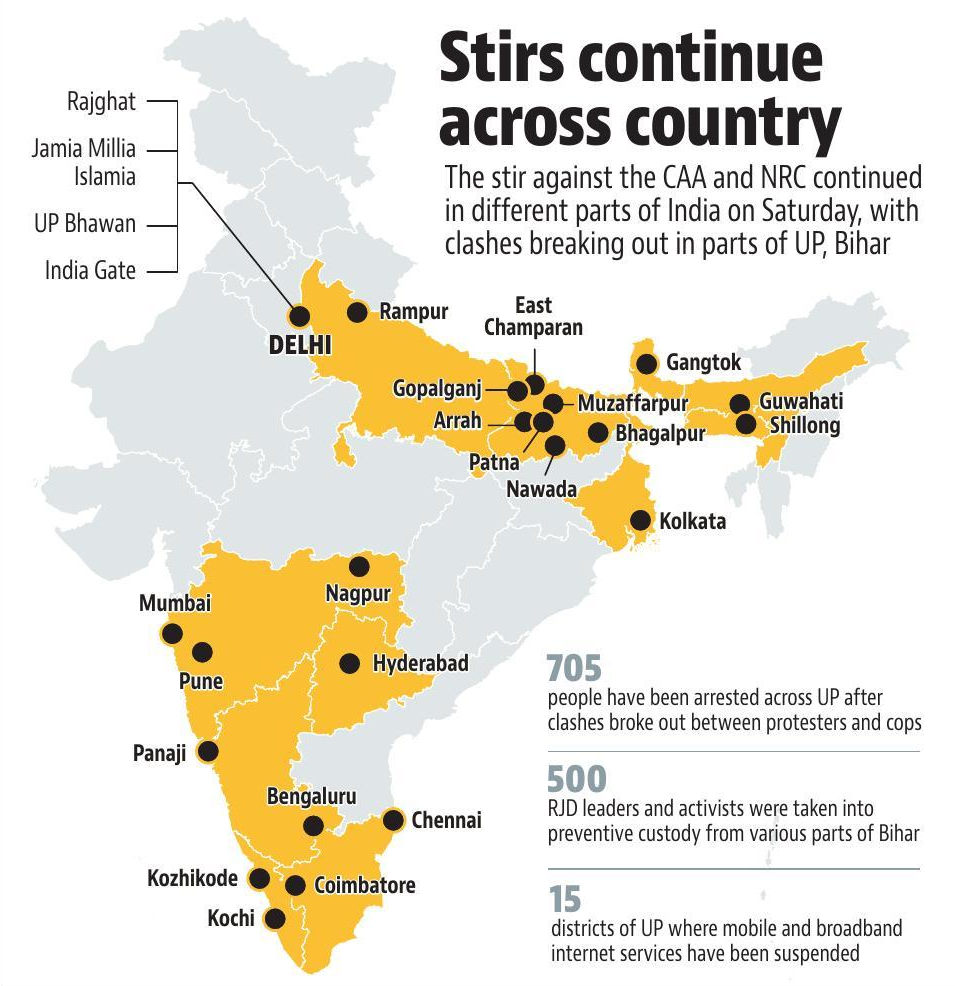 Stirs continue
across country
The stir against the CAA and NRC continued
in different parts of India on Saturday, with
clashes breaking out in parts of UP, Bihar
Rajghat
Jamia Millia
Islamia
UP Bhawan
India Gate
DELHI
Rampur
East
Champaran
Gopalganj
Muzaffarpur
Arrah
Patna
Nawada
Bhagalpur
Gangtok
Guwahati
Shillong
Kolkata
Nagpur
Mumbai
Pune
Hyderabad
Panaji
Bengaluru
Chennai
Kozhikode
Coimbatore
Kochi
705
people have been arrested across UP after
clashes broke out between protesters and cops
500
RJD leaders and activists were taken into
preventive custody from various parts of Bihar
15
districts of UP where mobile and broadband
internet services have been suspended